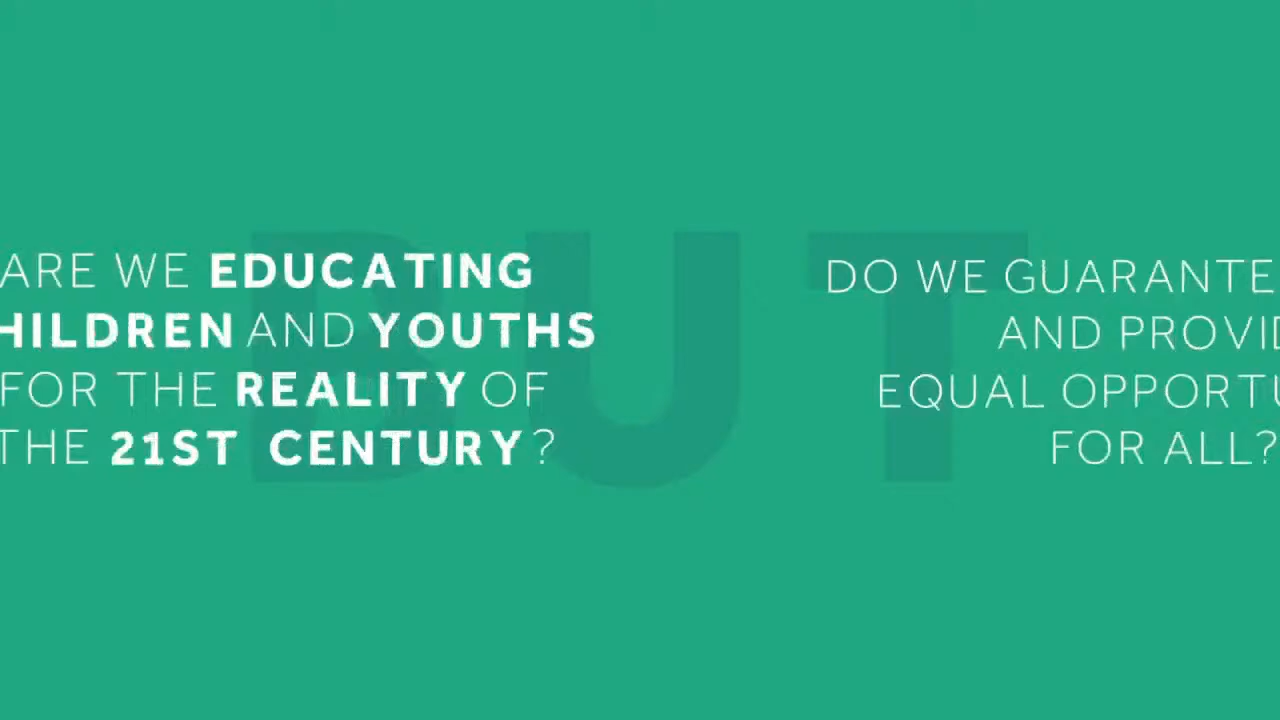 ARE WE EDUCATING
HILDREN AND YOUTHS
FOR THE REALITY OF
THE 21ST CENTURY?
BUT
DO WE GUARANTE
AND PROVID
EQUAL OPPORTU
FOR ALL?